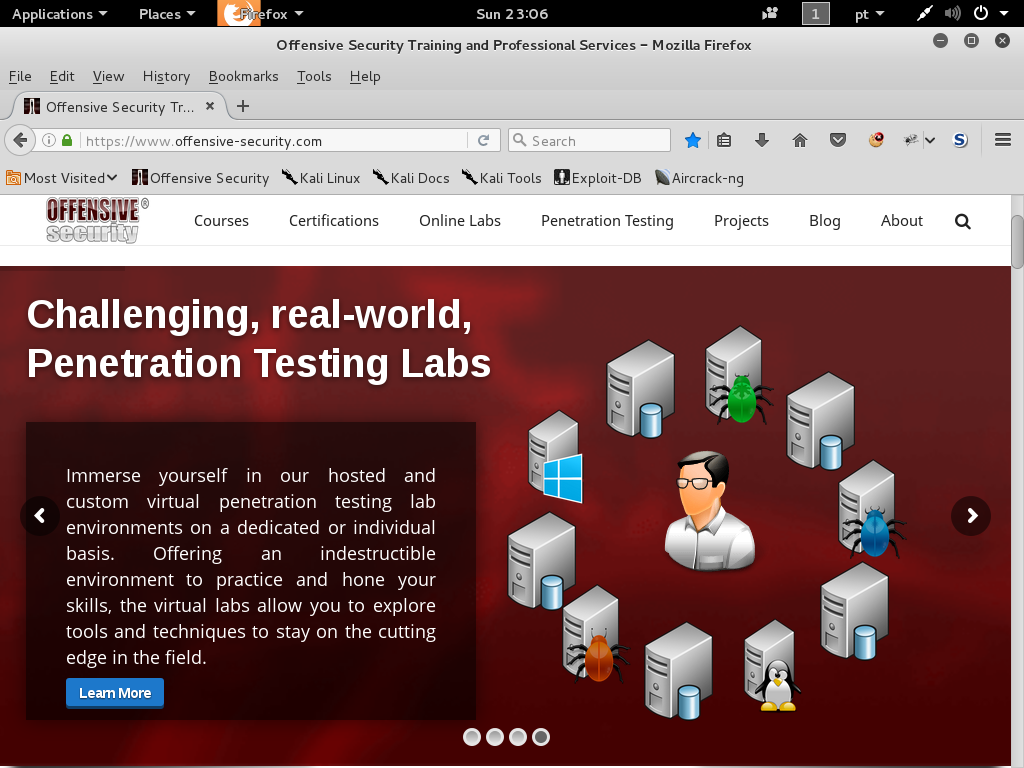 Applications Places Firefox Sun 23:06 1 pt
Offensive Security Training and Professional Services – Mozilla Firefox
File Edit View History Bookmarks Tools Help
Offensive Security Tr...
https://www.offensive-security.com Search
Most Visited Offensive Security Kali Linux Kali Docs Kali Tools Exploit-DB Aircrack-ng
OFFENSIVE®
security
Courses Certifications Online Labs Penetration Testing Projects Blog About
Challenging, real-world,
Penetration Testing Labs
Immerse yourself in our hosted and
custom virtual penetration testing lab
environments on a dedicated or individual
basis. Offering an indestructible
environment to practice and hone your
skills, the virtual labs allow you to explore
tools and techniques to stay on the cutting
edge in the field.
Learn More